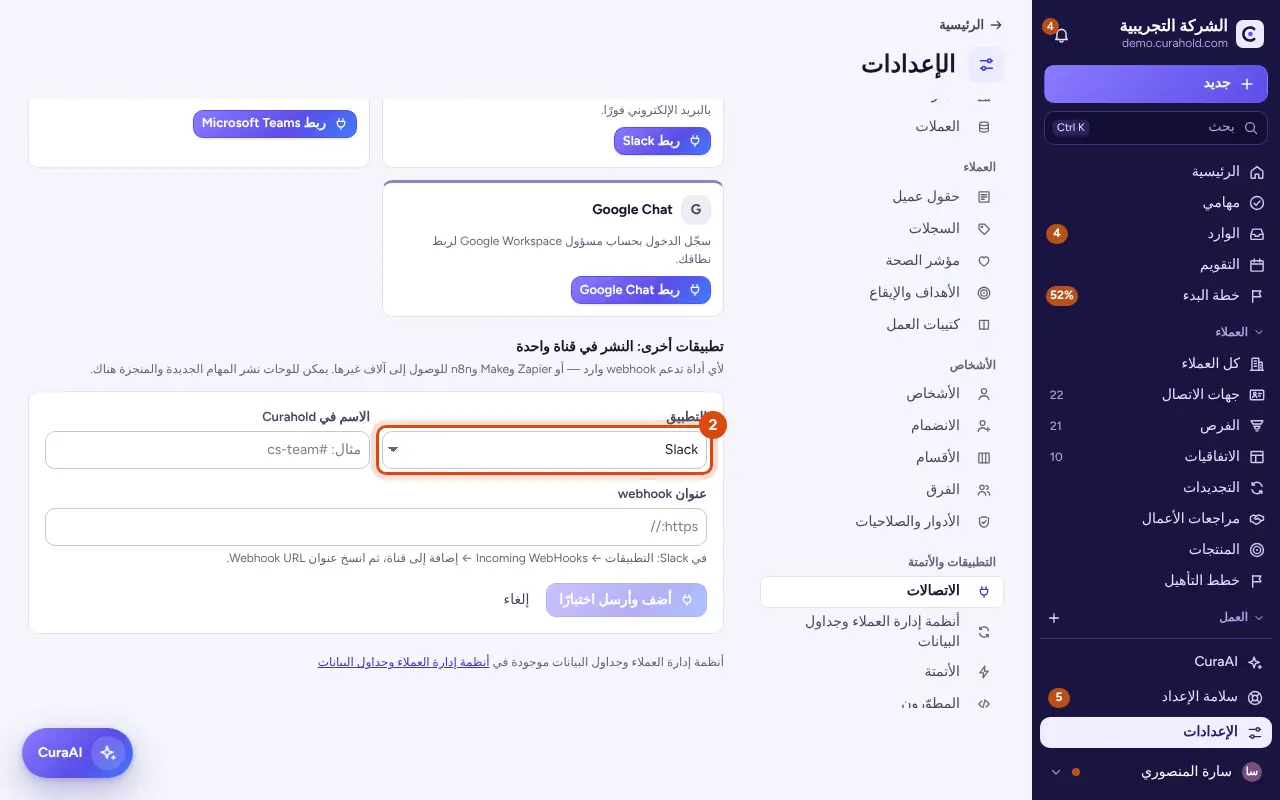 الشركة التجريبية
demo.curahold.com
4
جديد
بحث
Ctrl K
الرئيسية
مهامي
الوارد
4
التقويم
خطة البدء
52%
العملاء
كل العملاء
جهات الاتصال
22
الفرص
21
الاتفاقيات
10
التجديدات
مراجعات الأعمال
المنتجات
خطط التأهيل
العمل
CuraAI
سلامة الإعداد
5
الإعدادات
سا
سارة المنصوري
الرئيسية
الإعدادات
العملات
العملاء
حقول عميل
السجلات
مؤشر الصحة
الأهداف والإيقاع
كتيبات العمل
الأشخاص
الأشخاص
الانضمام
الأقسام
الفرق
الأدوار والصلاحيات
التطبيقات والأتمتة
الاتصالات
أنظمة إدارة العملاء وجداول
البيانات
الأتمتة
المطوّرون
بالبريد الإلكتروني فورًا.
ربط Slack
ربط Microsoft Teams
G
Google Chat
سجّل الدخول بحساب مسؤول Google Workspace لربط
نطاقك.
ربط Google Chat
تطبيقات أخرى: النشر في قناة واحدة
لأي أداة تدعم webhook وارد — أو Zapier وMake وn8n للوصول إلى آلاف غيرها. يمكن للوحات نشر المهام الجديدة والمنجزة هناك.
التطبيق
2
Slack
الاسم في Curahold
مثال: #cs-team
عنوان webhook
https://
في Slack: التطبيقات ← Incoming WebHooks ← إضافة إلى قناة، ثم انسخ عنوان Webhook URL.
أضف وأرسل اختبارًا
إلغاء
أنظمة إدارة العملاء وجداول البيانات موجودة في أنظمة إدارة العملاء وجداول البيانات
CuraAI